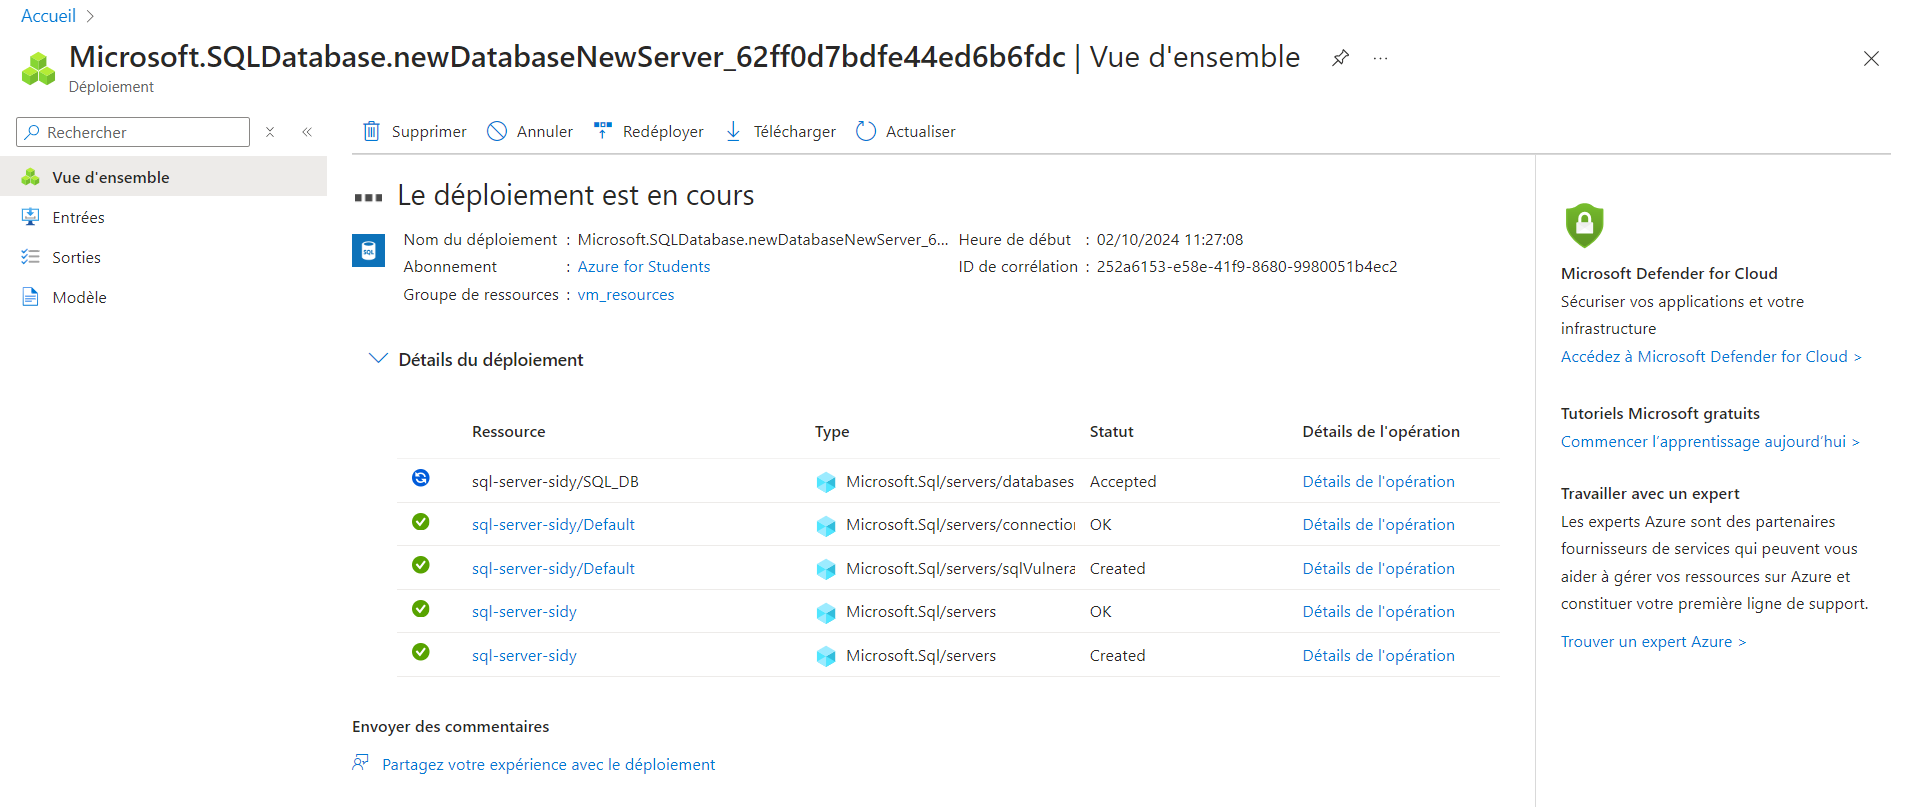 Accueil >
Microsoft.SQLDatabase.newDatabaseNewServer_62ff0d7bdfe44ed6b6fdc | Vue d'ensemble ...
Déploiement
Rechercher
Supprimer Annuler Redéployer Télécharger Actualiser
Vue d'ensemble
Entrées
Sorties
Modèle
Le déploiement est en cours
SQL
Nom du déploiement : Microsoft.SQLDatabase.newDatabaseNewServer_6... Heure de début : 02/10/2024 11:27:08
Abonnement : Azure for Students ID de corrélation : 252a6153-e58e-41f9-8680-9980051b4ec2
Groupe de ressources : vm_resources
Détails du déploiement
Ressource Type Statut Détails de l'opération
sql-server-sidy/SQL_DB Microsoft.Sql/servers/databases Accepted Détails de l'opération
sql-server-sidy/Default Microsoft.Sql/servers/connection OK Détails de l'opération
sql-server-sidy/Default Microsoft.Sql/servers/sqlVulnera Created Détails de l'opération
sql-server-sidy Microsoft.Sql/servers OK Détails de l'opération
sql-server-sidy Microsoft.Sql/servers Created Détails de l'opération
Envoyer des commentaires
Partagez votre expérience avec le déploiement
Microsoft Defender for Cloud
Sécuriser vos applications et votre
infrastructure
Accédez à Microsoft Defender for Cloud >
Tutoriels Microsoft gratuits
Commencer l’apprentissage aujourd’hui >
Travailler avec un expert
Les experts Azure sont des partenaires
fournisseurs de services qui peuvent vous
aider à gérer vos ressources sur Azure et
constituer votre première ligne de support.
Trouver un expert Azure >